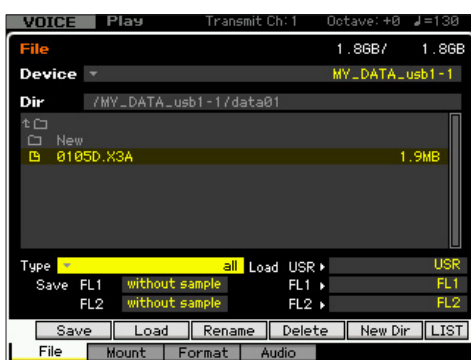 VOICE Play Transmit Ch:1 Octave:+0 ♩=130
File 1.8GB/ 1.8GB
Device MY_DATA_usb1-1
Dir /MY_DATA_usb1-1/data01
New
0105D.X3A 1.9MB
Type all Load USR USR
Save FL1 without sample FL1 FL1
FL2 without sample FL2 FL2
Save Load Rename Delete New Dir LIST
File Mount Format Audio